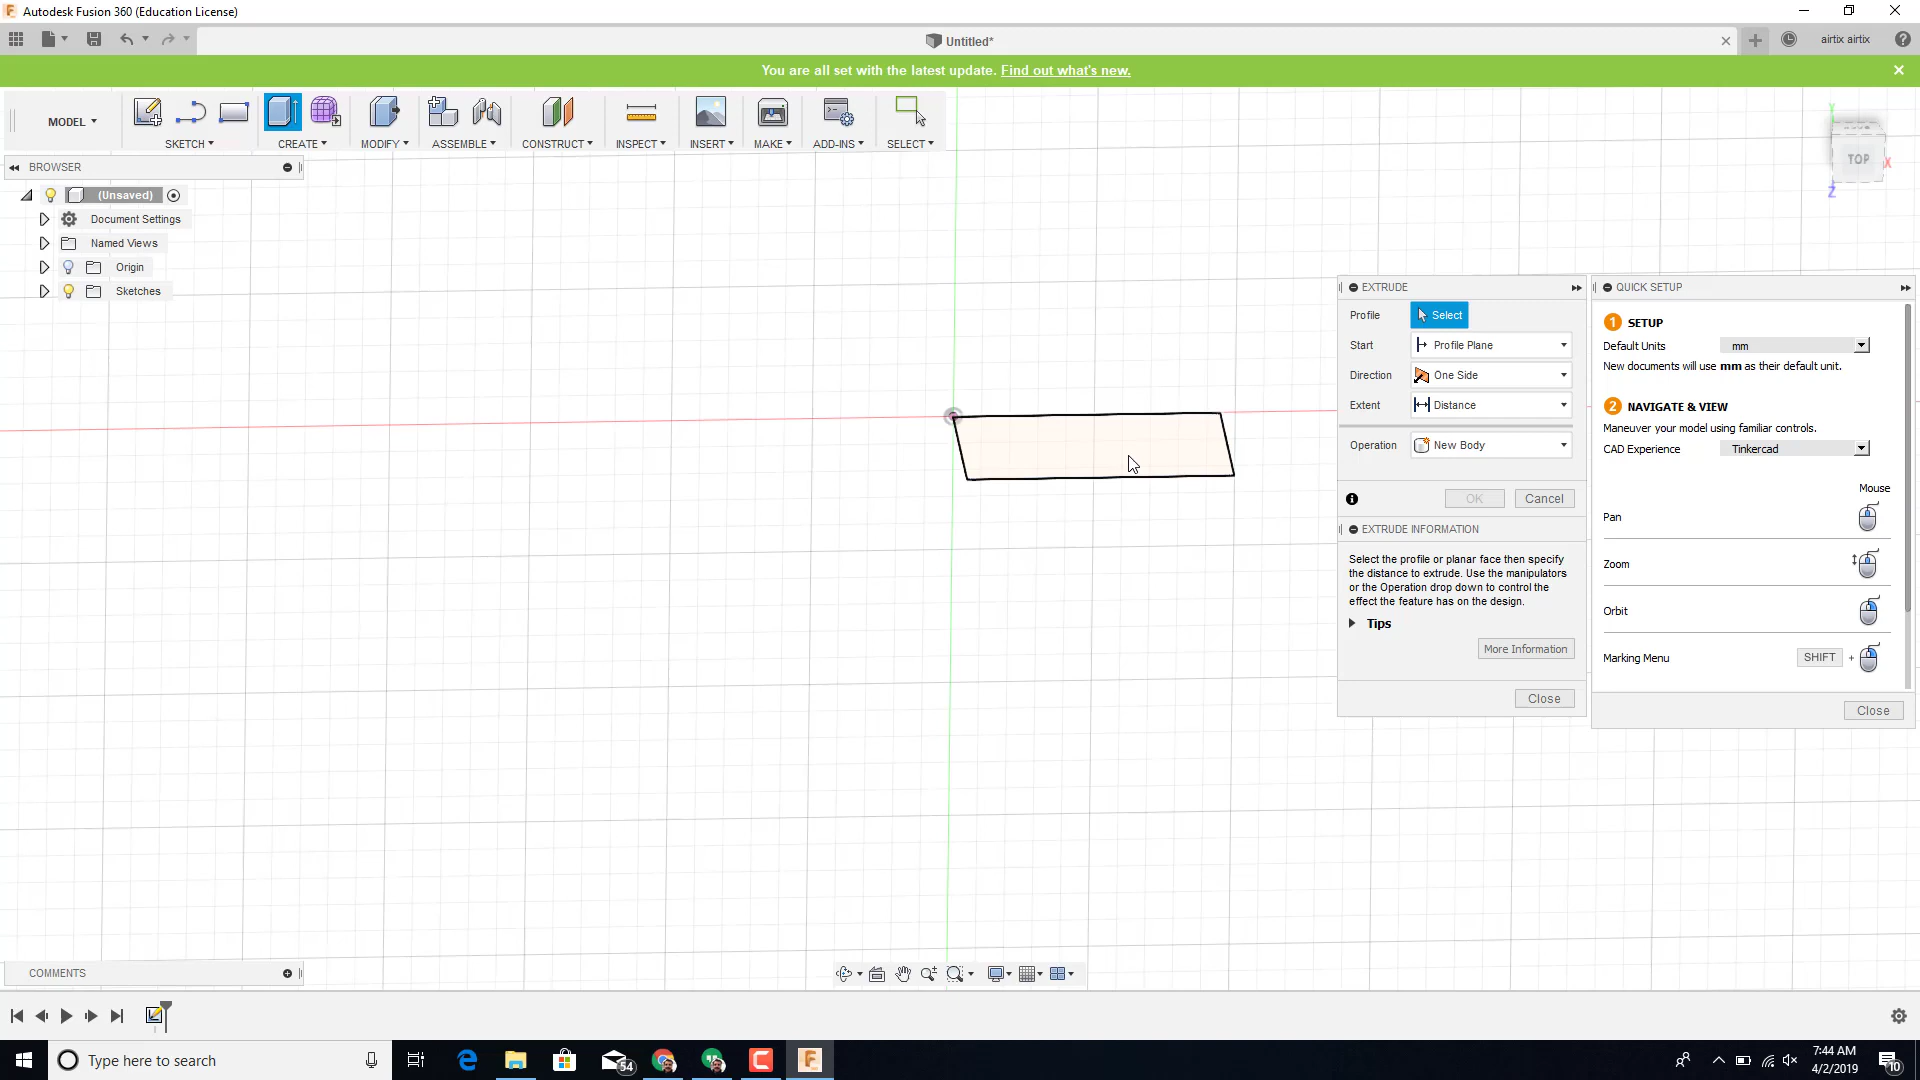 Autodesk Fusion 360 (Education License)
Untitled*
airtix airtix
You are all set with the latest update. Find out what's new.
MODEL
SKETCH
CREATE
MODIFY
ASSEMBLE
CONSTRUCT
INSPECT
INSERT
MAKE
ADD-INS
SELECT
BROWSER
(Unsaved)
Document Settings
Named Views
Origin
Sketches
Y
TOP
X
Z
EXTRUDE
Profile
Select
Start
Profile Plane
Direction
One Side
Extent
Distance
Operation
New Body
OK
Cancel
EXTRUDE INFORMATION
Select the profile or planar face then specify
the distance to extrude. Use the manipulators
or the Operation drop down to control the
effect the feature has on the design.
Tips
More Information
Close
QUICK SETUP
1 SETUP
Default Units
mm
New documents will use mm as their default unit.
2 NAVIGATE & VIEW
Maneuver your model using familiar controls.
CAD Experience
Tinkercad
Mouse
Pan
Zoom
Orbit
Marking Menu
SHIFT +
Close
COMMENTS
Type here to search
54
7:44 AM
4/2/2019
10